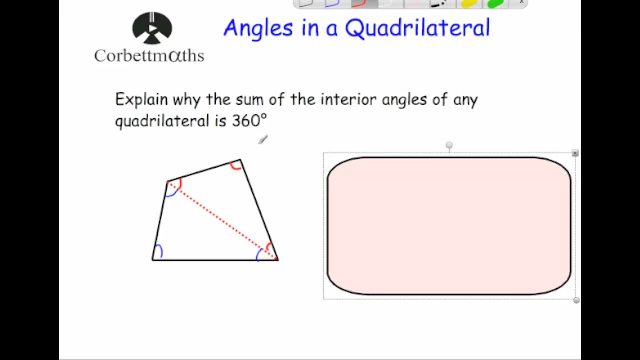 Angles in a Quadrilateral
Corbettmαths
Explain why the sum of the interior angles of any
quadrilateral is 360°